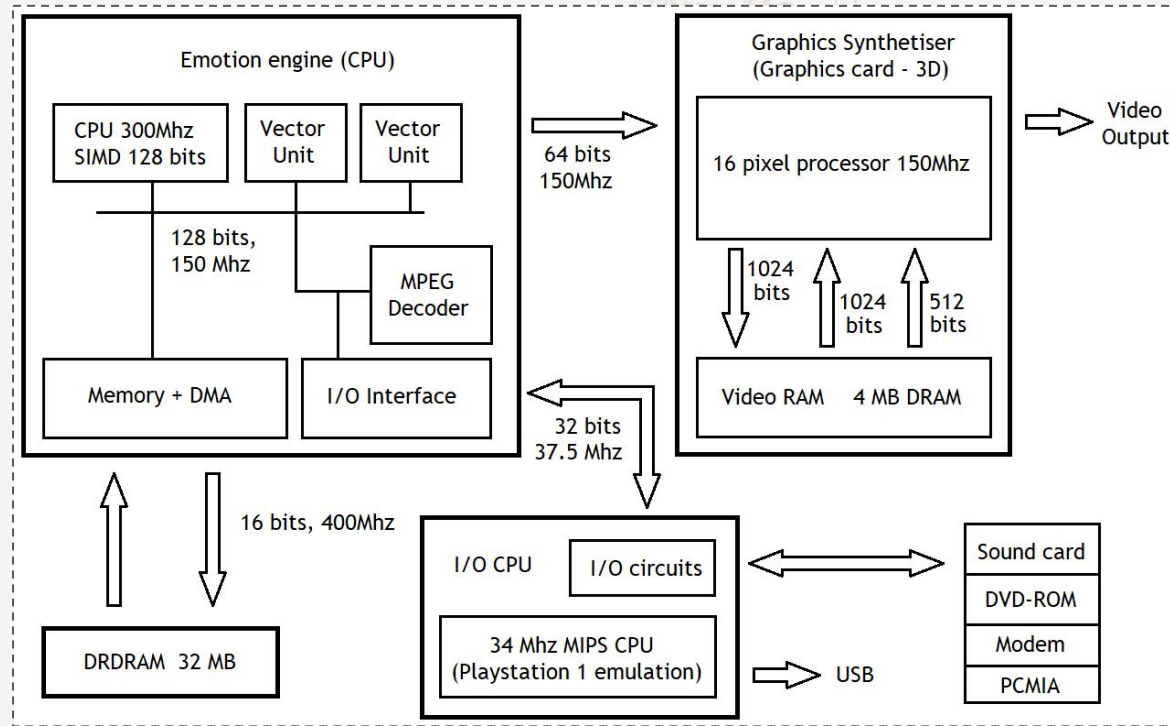 Emotion engine (CPU)
CPU 300Mhz
SIMD 128 bits
Vector
Unit
Vector
Unit
128 bits,
150 Mhz
MPEG
Decoder
Memory + DMA
I/O Interface
64 bits
150Mhz
Graphics Synthetiser
(Graphics card - 3D)
16 pixel processor 150Mhz
1024
bits
1024
bits
512
bits
Video RAM 4 MB DRAM
Video
Output
32 bits
37.5 Mhz
16 bits, 400Mhz
DRDRAM 32 MB
I/O CPU
I/O circuits
34 Mhz MIPS CPU
(Playstation 1 emulation)
USB
Sound card
DVD-ROM
Modem
PCMIA